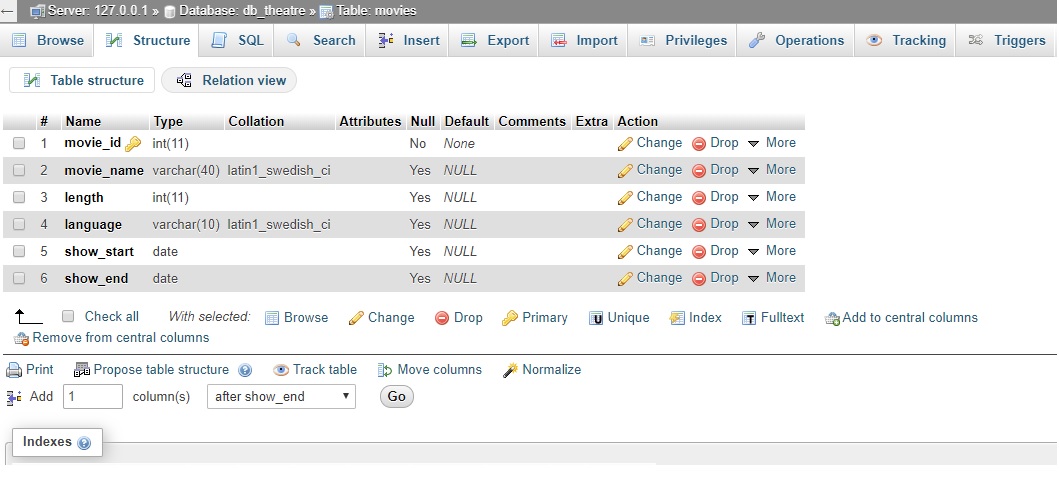 ← Server: 127.0.0.1 » Database: db_theatre » Table: movies
Browse Structure SQL Search Insert Export Import Privileges Operations Tracking Triggers
Table structure Relation view
# Name Type Collation Attributes Null Default Comments Extra Action
1 movie_id int(11) No None Change Drop More
2 movie_name varchar(40) latin1_swedish_ci Yes NULL Change Drop More
3 length int(11) Yes NULL Change Drop More
4 language varchar(10) latin1_swedish_ci Yes NULL Change Drop More
5 show_start date Yes NULL Change Drop More
6 show_end date Yes NULL Change Drop More
Check all With selected: Browse Change Drop Primary Unique Index Fulltext Add to central columns
Remove from central columns
Print Propose table structure Track table Move columns Normalize
Add 1 column(s) after show_end Go
Indexes